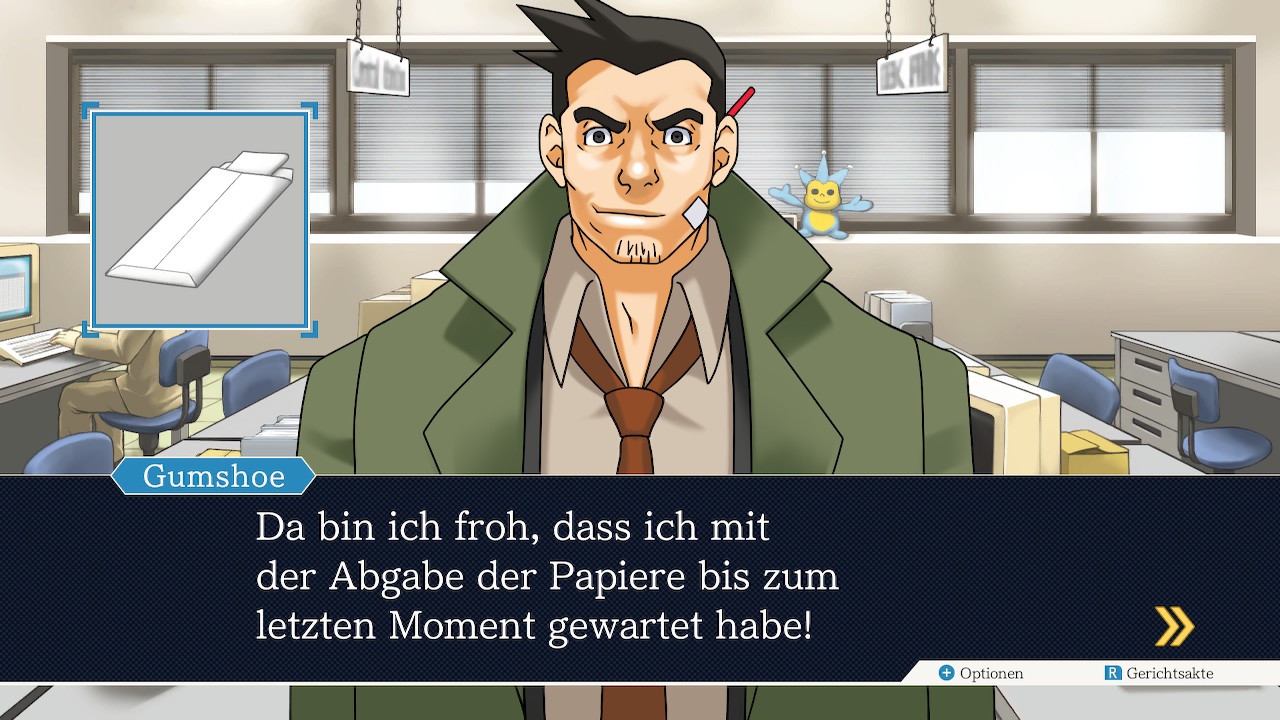 Gumshoe
Da bin ich froh, dass ich mit
der Abgabe der Papiere bis zum
letzten Moment gewartet habe!
Optionen
R Gerichtsakte